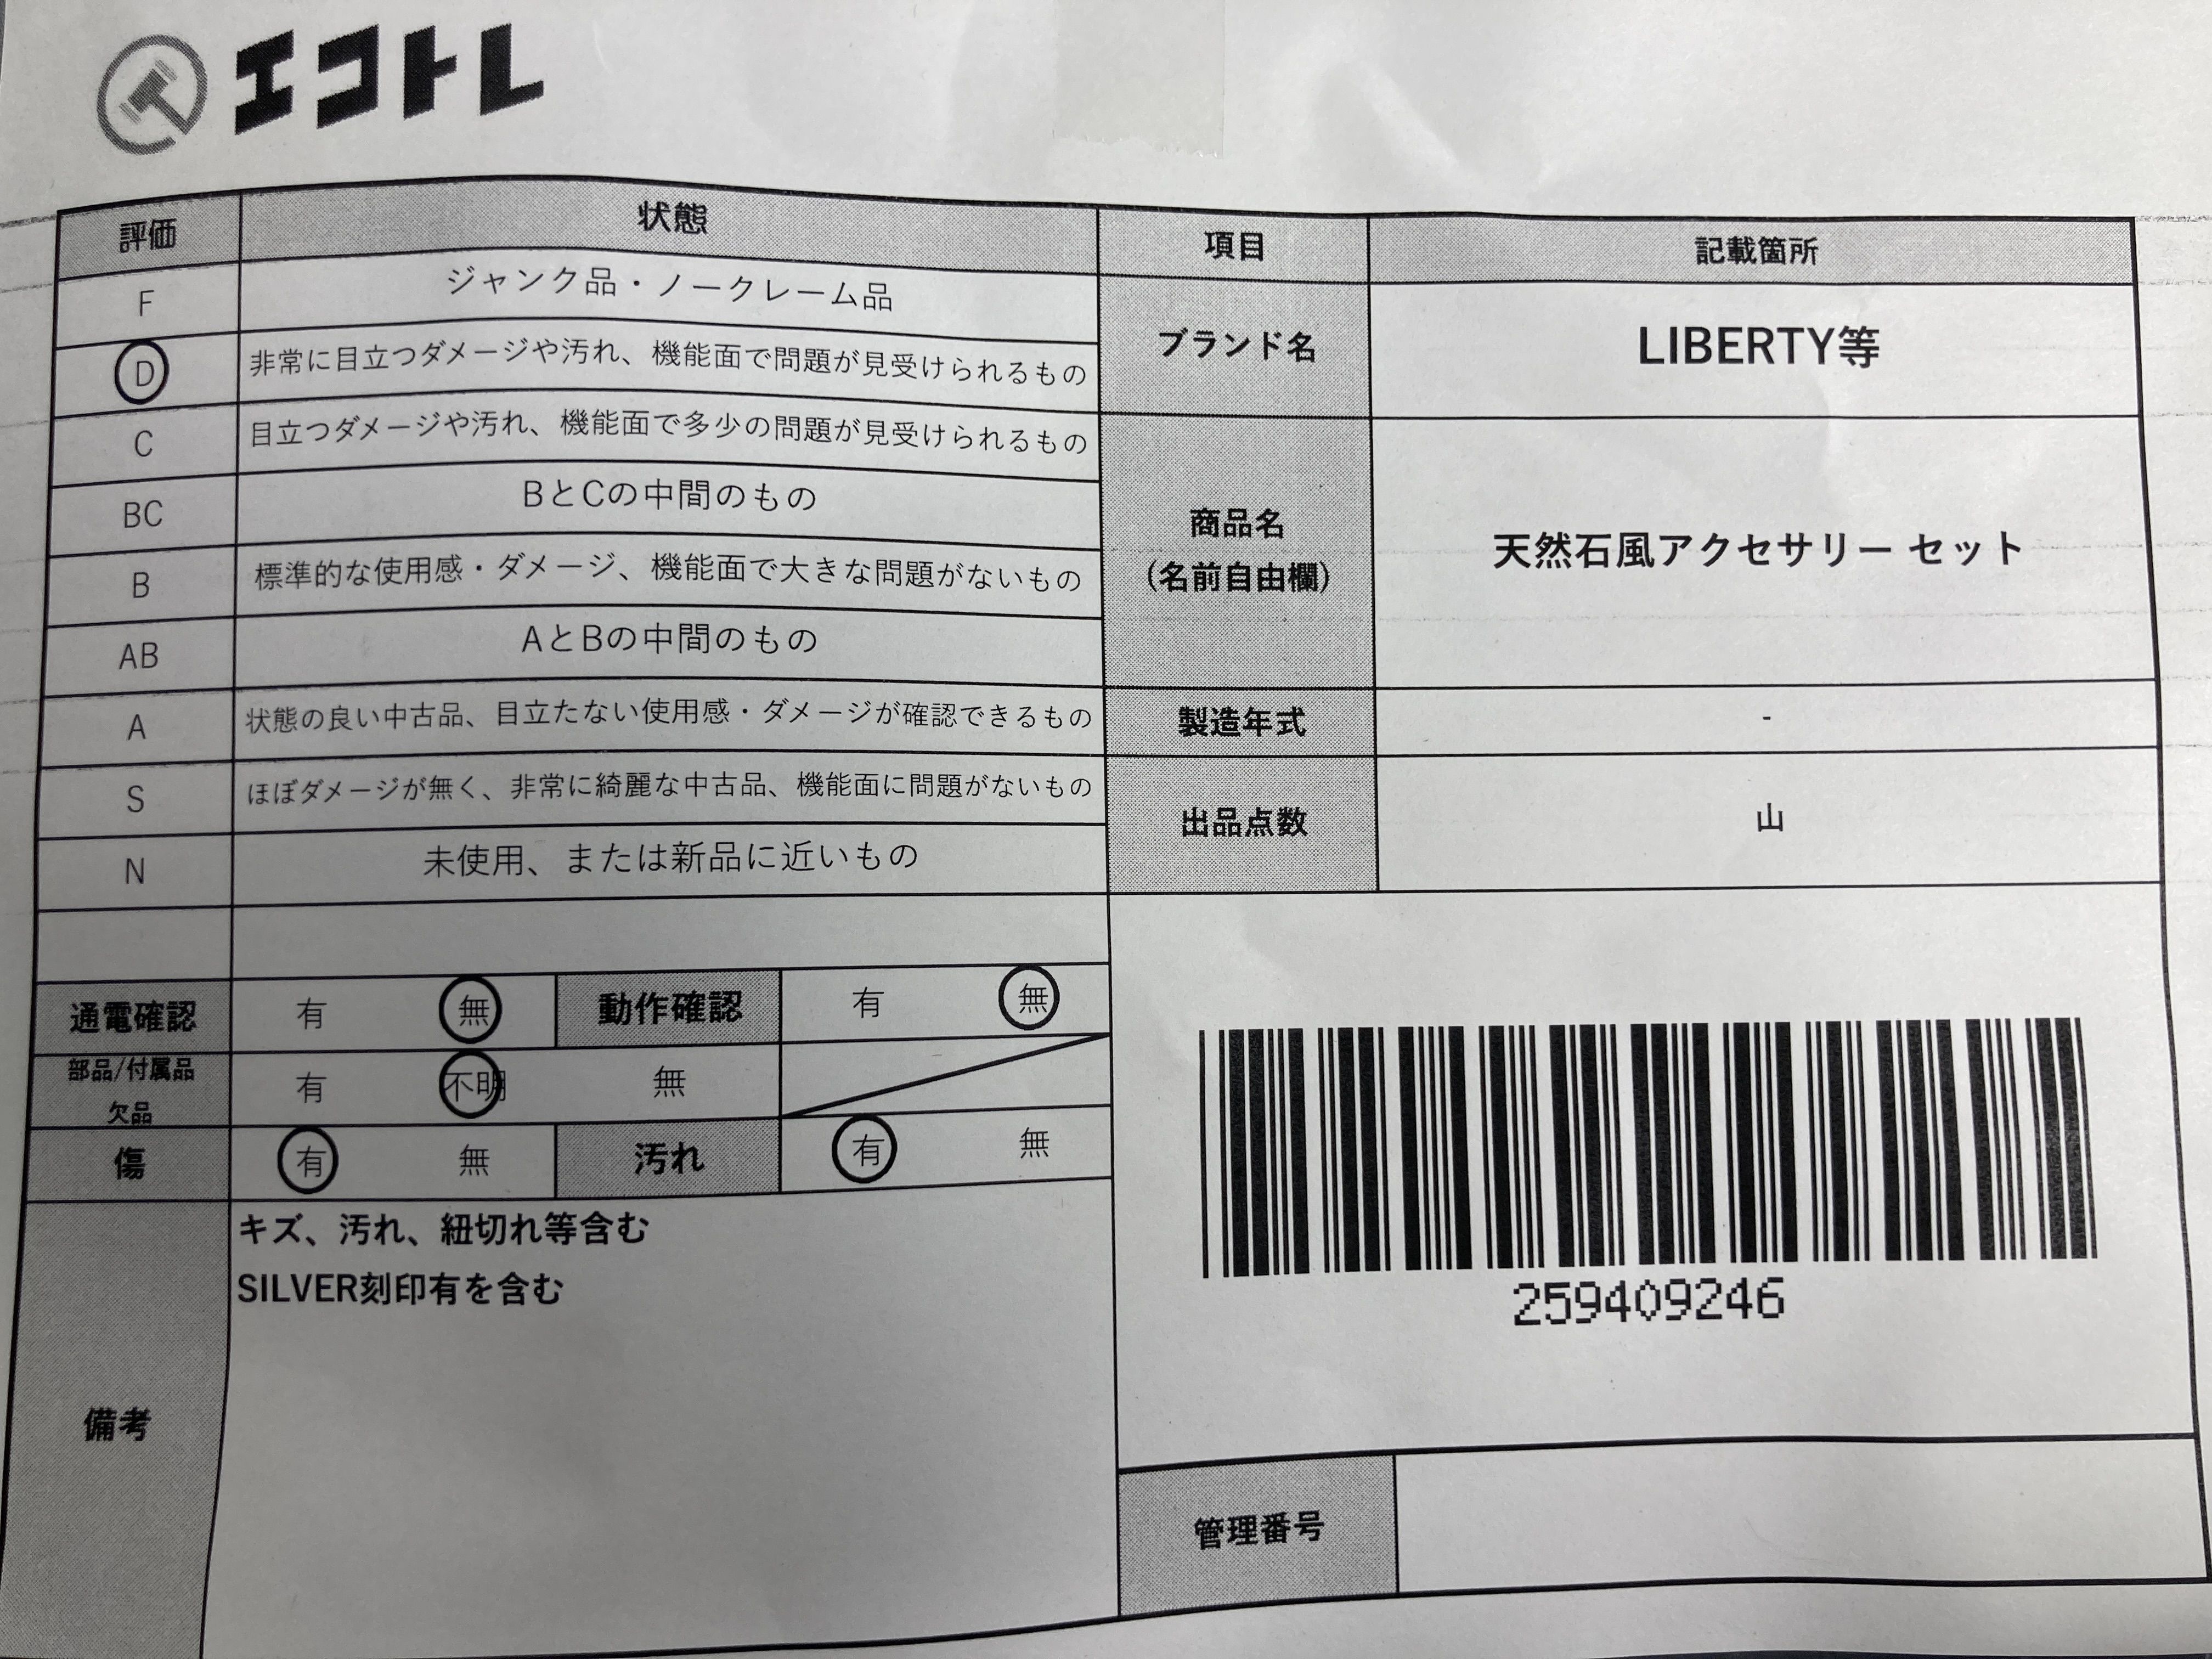 エコトレ
評価 状態
F ジャンク品・ノークレーム品
D 非常に目立つダメージや汚れ、機能面で問題が見受けられるもの
C 目立つダメージや汚れ、機能面で多少の問題が見受けられるもの
BC BとCの中間のもの
B 標準的な使用感・ダメージ、機能面で大きな問題がないもの
AB AとBの中間のもの
A 状態の良い中古品、目立たない使用感・ダメージが確認できるもの
S ほぼダメージが無く、非常に綺麗な中古品、機能面に問題がないもの
N 未使用、または新品に近いもの
通電確認 有 無 動作確認 有 無
部品/付属品
欠品 有 不明 無
傷 有 無 汚れ 有 無
備考
キズ、汚れ、紐切れ等含む
SILVER刻印有を含む
項目 記載箇所
ブランド名 LIBERTY等
商品名
(名前自由欄) 天然石風アクセサリー セット
製造年式 -
出品点数 山
259409246
管理番号